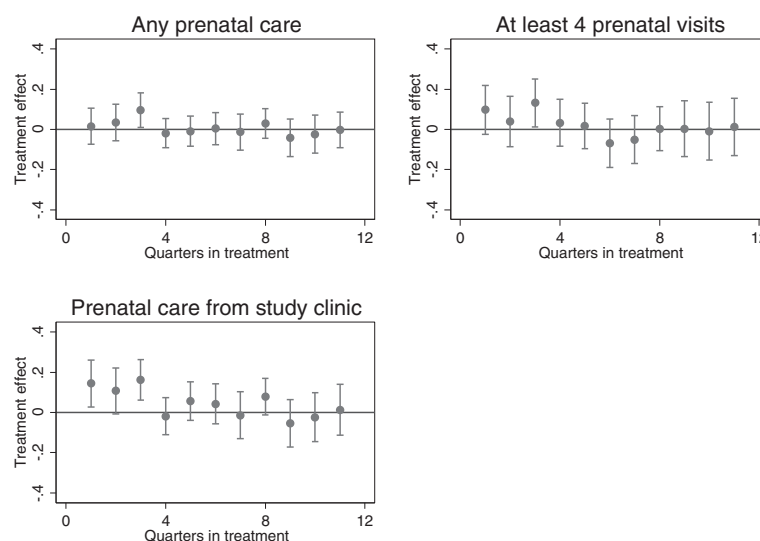 Any prenatal care
Treatment effect
.4
.2
0
-.2
-.4
0 4 8 12
Quarters in treatment
At least 4 prenatal visits
Treatment effect
.4
.2
0
-.2
-.4
0 4 8 12
Quarters in treatment
Prenatal care from study clinic
Treatment effect
.4
.2
0
-.2
-.4
0 4 8 12
Quarters in treatment